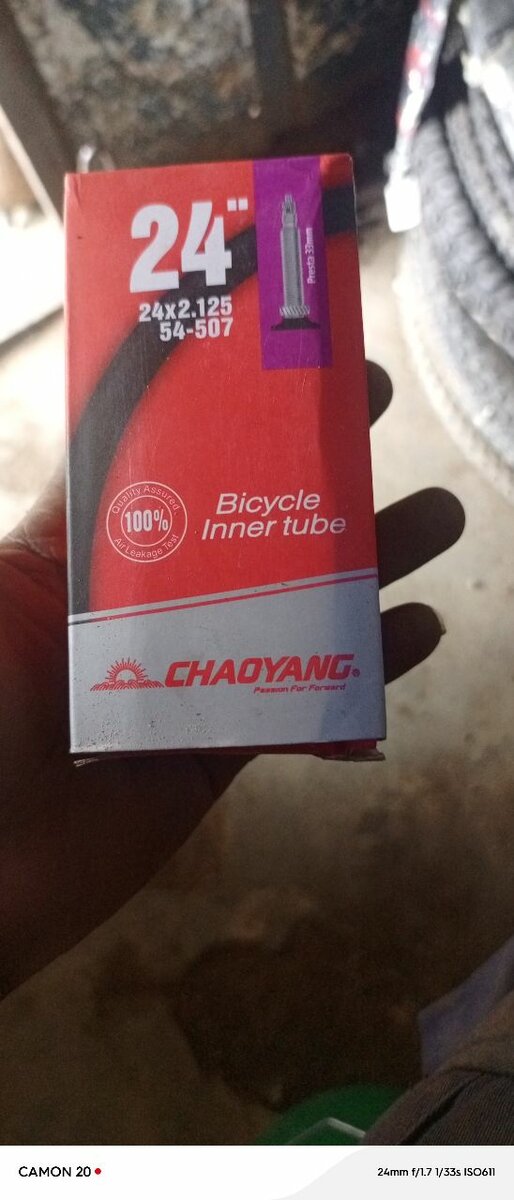 24"
24x2.125
54-507
Presta 33mm
Quality Assured
100%
Air Leakage Test
Bicycle
Inner tube
CHAOYANG®
Passion For Forward
CAMON 20
24mm f/1.7 1/33s ISO611